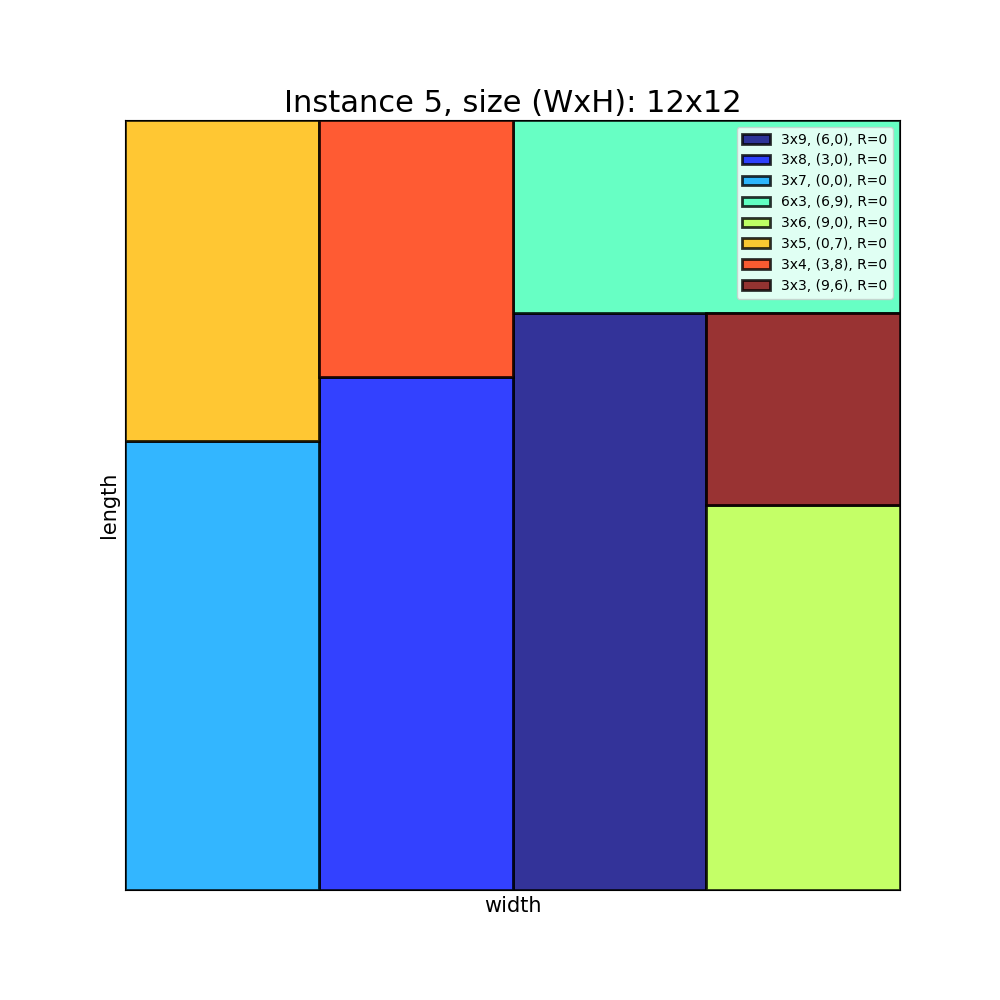 Instance 5, size (WxH): 12x12
3x9, (6,0), R=0
3x8, (3,0), R=0
3x7, (0,0), R=0
6x3, (6,9), R=0
3x6, (9,0), R=0
3x5, (0,7), R=0
3x4, (3,8), R=0
3x3, (9,6), R=0
length
width